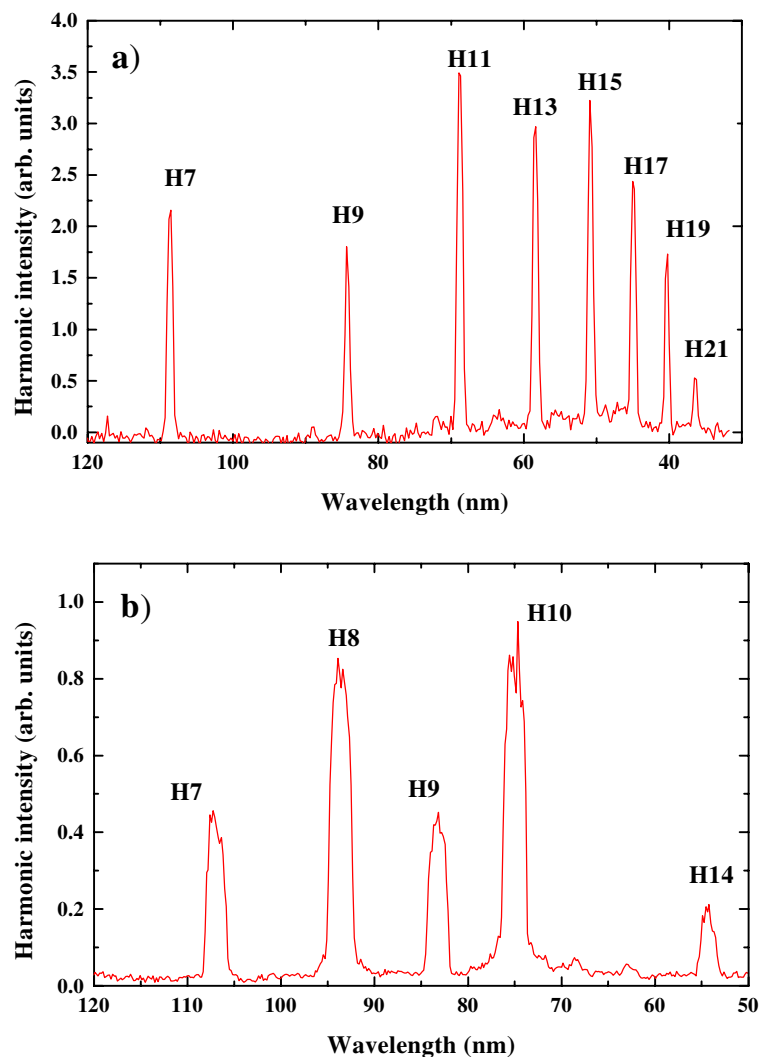 a)
H7
H9
H11
H13
H15
H17
H19
H21
4.0
3.5
3.0
2.5
2.0
1.5
1.0
0.5
0.0
Harmonic intensity (arb. units)
120 100 80 60 40
Wavelength (nm)
b)
H7
H8
H9
H10
H14
1.0
0.8
0.6
0.4
0.2
0.0
Harmonic intensity (arb. units)
120 110 100 90 80 70 60 50
Wavelength (nm)